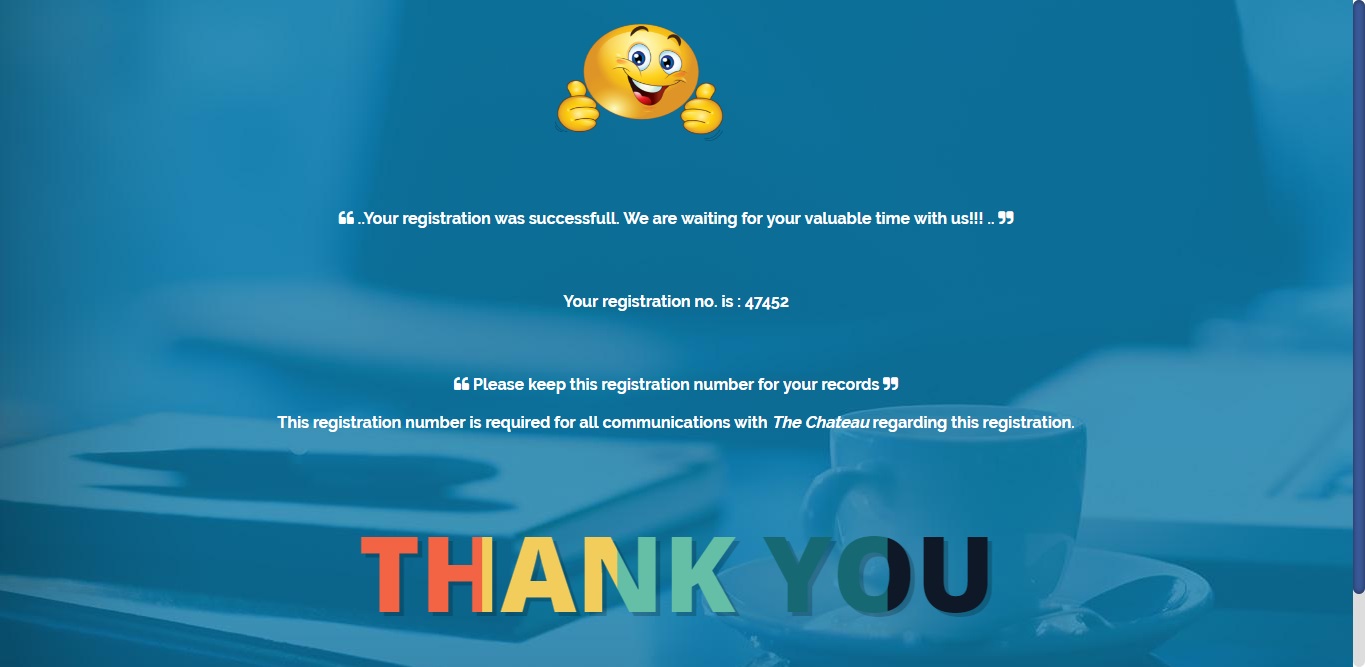 ❝ ..Your registration was successfull. We are waiting for your valuable time with us!!! .. ❞
Your registration no. is : 47452
❝ Please keep this registration number for your records ❞
This registration number is required for all communications with The Chateau regarding this registration.
THANK YOU